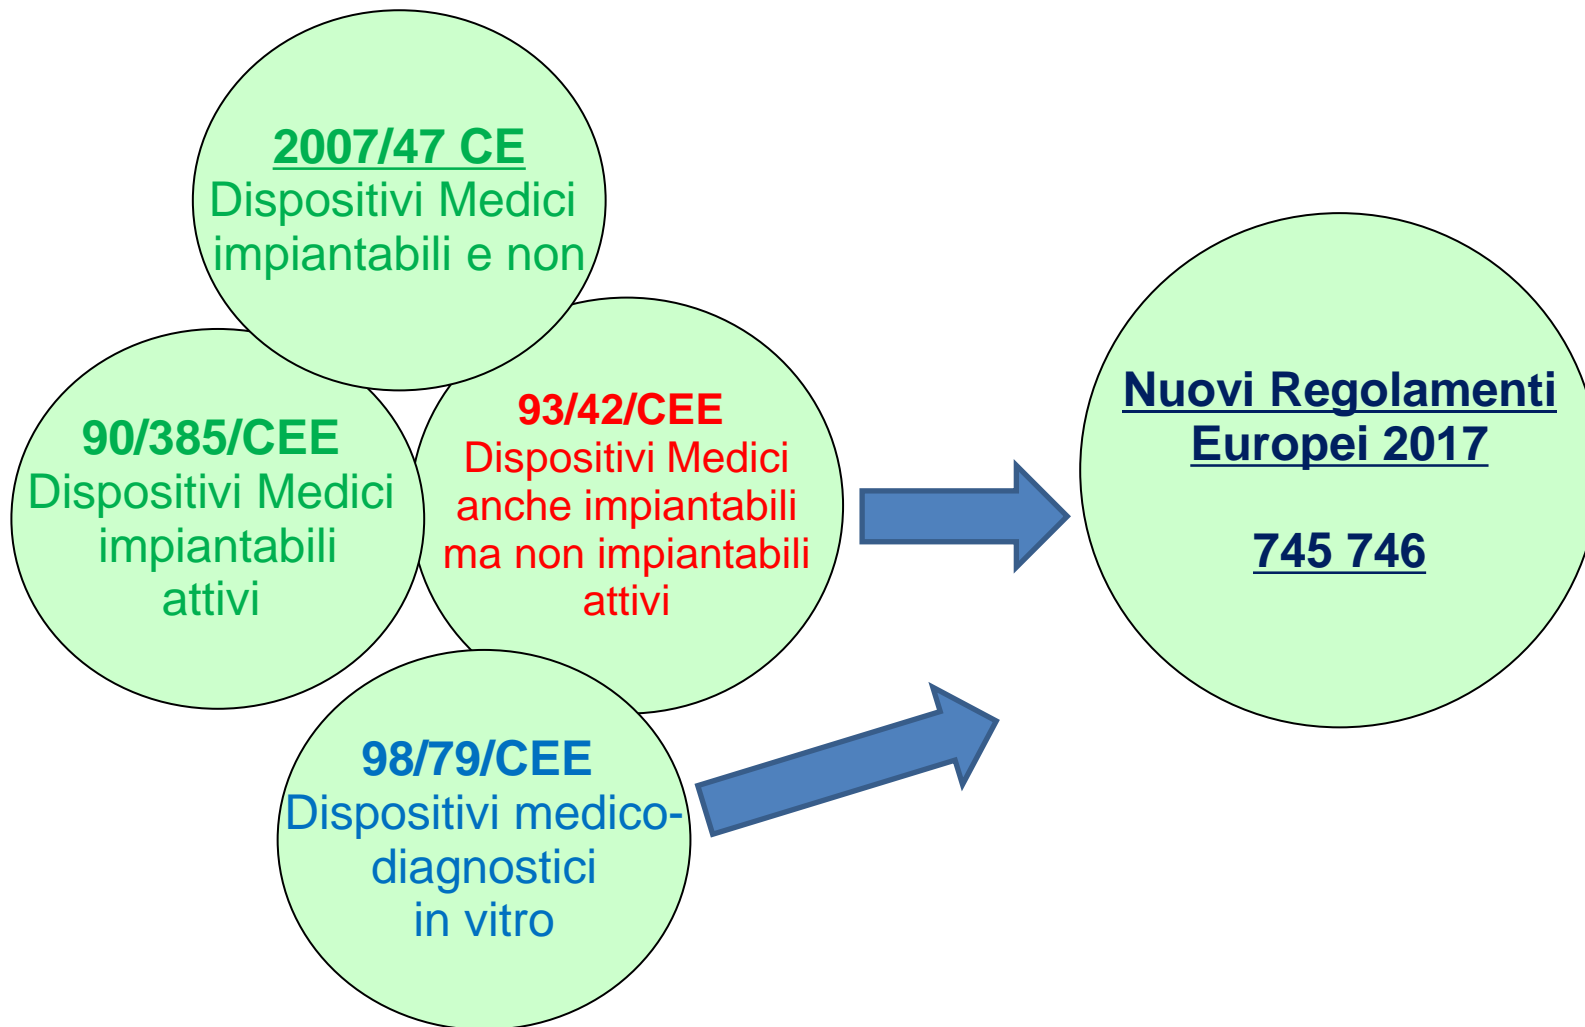 2007/47 CE
Dispositivi Medici
impiantabili e non
90/385/CEE
Dispositivi Medici
impiantabili
attivi
93/42/CEE
Dispositivi Medici
anche impiantabili
ma non impiantabili
attivi
98/79/CEE
Dispositivi medico-
diagnostici
in vitro
Nuovi Regolamenti
Europei 2017
745 746